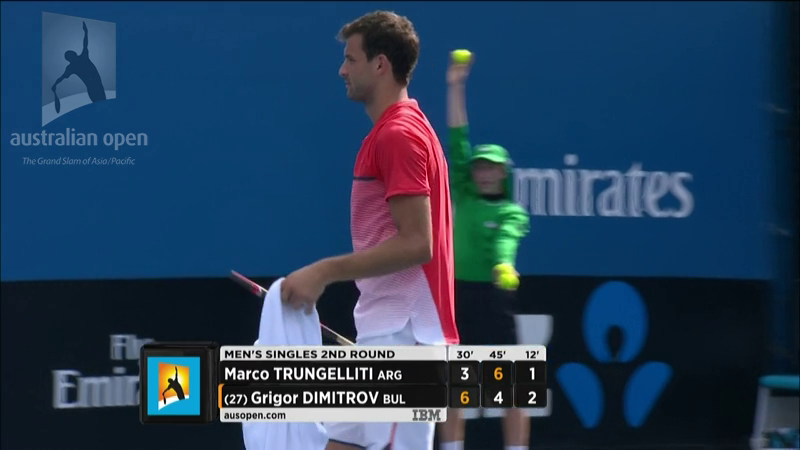 australian open
The Grand Slam of Asia/Pacific
Emirates
Fl
Emirates
MEN'S SINGLES 2ND ROUND 30' 45' 12'
Marco TRUNGELLITI ARG 3 6 1
(27) Grigor DIMITROV BUL 6 4 2
ausopen.com IBM